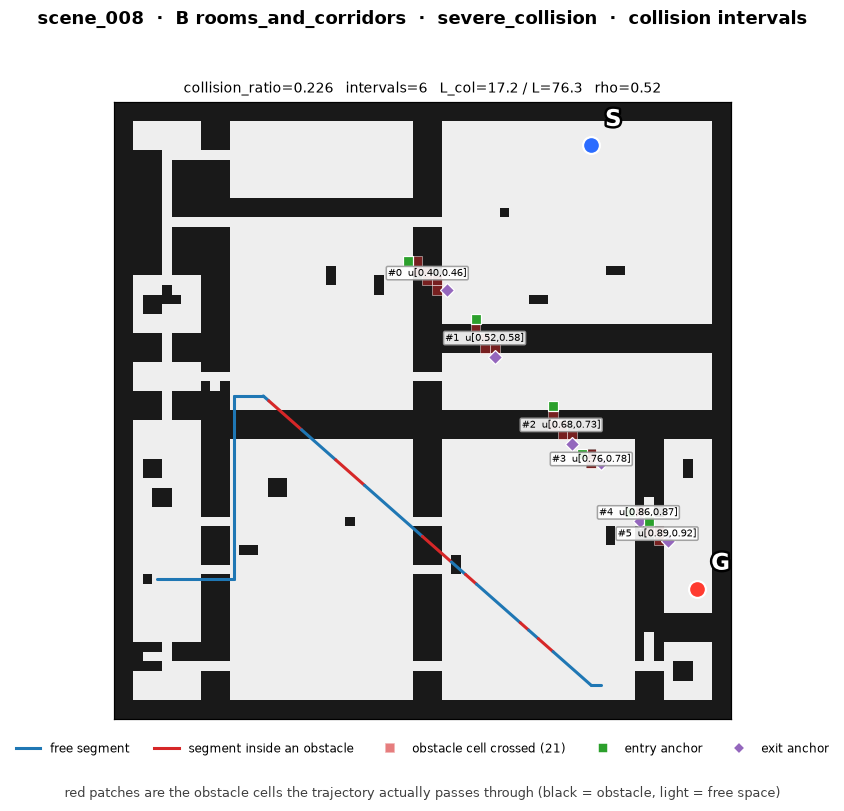 scene_008  ·  B rooms_and_corridors  ·  severe_collision  ·  collision intervals
collision_ratio=0.226   intervals=6   L_col=17.2 / L=76.3   rho=0.52
S
#0  u[0.40,0.46]
#1  u[0.52,0.58]
#2  u[0.68,0.73]
#3  u[0.76,0.78]
#4  u[0.86,0.87]
#5  u[0.89,0.92]
G
free segment
segment inside an obstacle
obstacle cell crossed (21)
entry anchor
exit anchor
red patches are the obstacle cells the trajectory actually passes through (black = obstacle, light = free space)